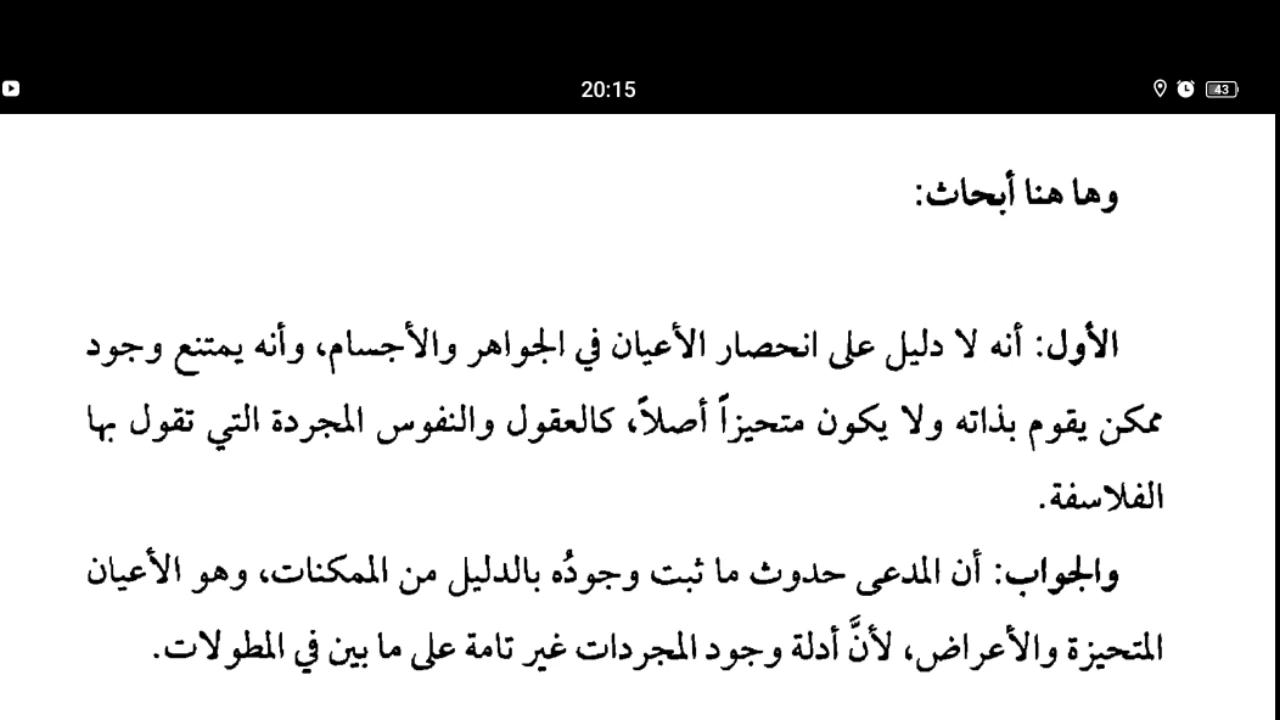 20:15
43
وها هنا أبحاث:
الأول: أنه لا دليل على انحصار الأعيان في الجواهر والأجسام، وأنه يمتنع وجود
ممكن يقوم بذاته ولا يكون متحيزاً أصلاً، كالعقول والنفوس المجردة التي تقول بها
الفلاسفة.
والجواب: أن المدعى حدوث ما ثبت وجودُه بالدليل من الممكنات، وهو الأعيان
المتحيزة والأعراض، لأنَّ أدلة وجود المجردات غير تامة على ما بين في المطولات.